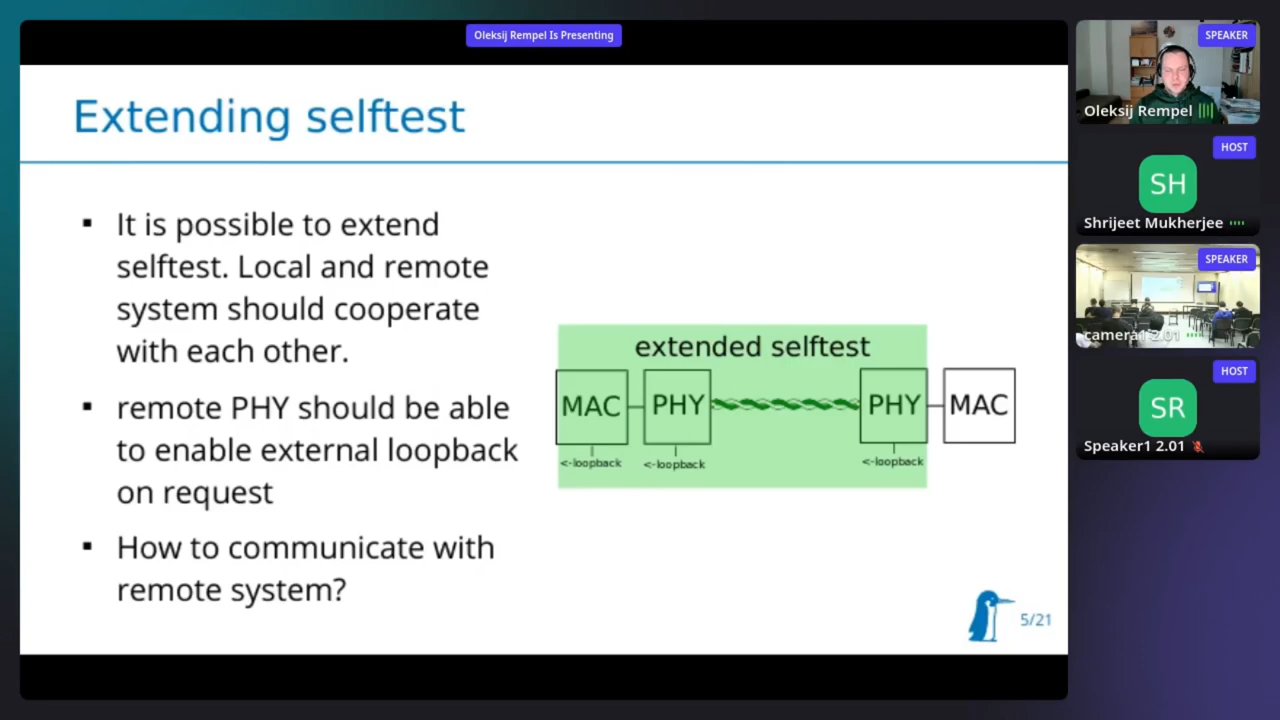 Oleksij Rempel Is Presenting
Extending selftest
▪ It is possible to extend
selftest. Local and remote
system should cooperate
with each other.
▪ remote PHY should be able
to enable external loopback
on request
▪ How to communicate with
remote system?
extended selftest
MAC PHY PHY MAC
<-loopback <-loopback <-loopback
5/21
SPEAKER
Oleksij Rempel
HOST
SH
Shrijeet Mukherjee
SPEAKER
camera1 2.01
HOST
SR
Speaker1 2.01